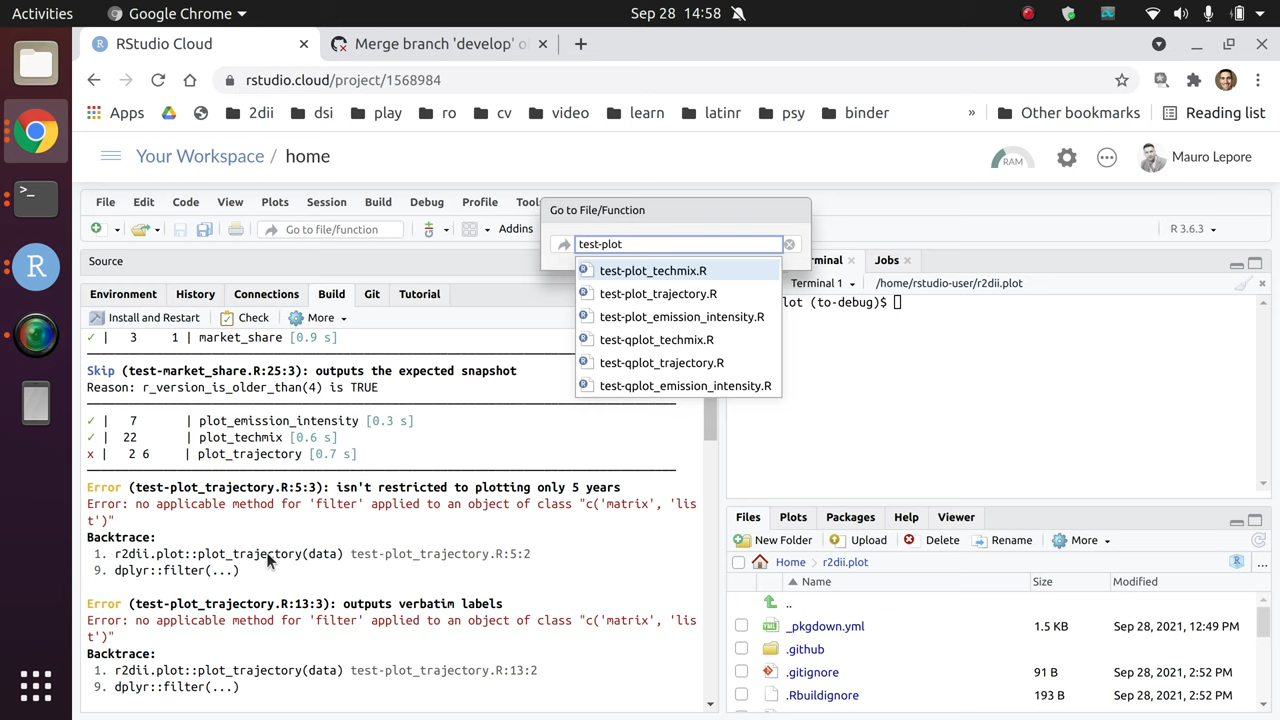 Activities
Google Chrome
Sep 28 14:58
RStudio Cloud
Merge branch 'develop' o
rstudio.cloud/project/1568984
Apps
2dii
dsi
play
ro
cv
video
learn
latinr
psy
binder
»
Other bookmarks
Reading list
Your Workspace / home
RAM
Mauro Lepore
File Edit Code View Plots Session Build Debug Profile Tools
Go to file/function
Addins
R 3.6.3
Go to File/Function
test-plot
test-plot_techmix.R
test-plot_trajectory.R
test-plot_emission_intensity.R
test-qplot_techmix.R
test-qplot_trajectory.R
test-qplot_emission_intensity.R
Source
Environment History Connections Build Git Tutorial
Install and Restart Check More
✓ | 3 1 | market_share [0.9 s]
Skip (test-market_share.R:25:3): outputs the expected snapshot
Reason: r_version_is_older_than(4) is TRUE
✓ | 7 | plot_emission_intensity [0.3 s]
✓ | 22 | plot_techmix [0.6 s]
x | 2 6 | plot_trajectory [0.7 s]
Error (test-plot_trajectory.R:5:3): isn't restricted to plotting only 5 years
Error: no applicable method for 'filter' applied to an object of class "c('matrix', 'lis
t')"
Backtrace:
1. r2dii.plot::plot_trajectory(data) test-plot_trajectory.R:5:2
9. dplyr::filter(...)
Error (test-plot_trajectory.R:13:3): outputs verbatim labels
Error: no applicable method for 'filter' applied to an object of class "c('matrix', 'lis
t')"
Backtrace:
1. r2dii.plot::plot_trajectory(data) test-plot_trajectory.R:13:2
9. dplyr::filter(...)
Jobs
Terminal 1
/home/rstudio-user/r2dii.plot
lot (to-debug)$
Files Plots Packages Help Viewer
New Folder Upload Delete Rename More
Home r2dii.plot
Name Size Modified
..
_pkgdown.yml 1.5 KB Sep 28, 2021, 12:49 PM
.github
.gitignore 91 B Sep 28, 2021, 2:52 PM
.Rbuildignore 193 B Sep 28, 2021, 2:52 PM